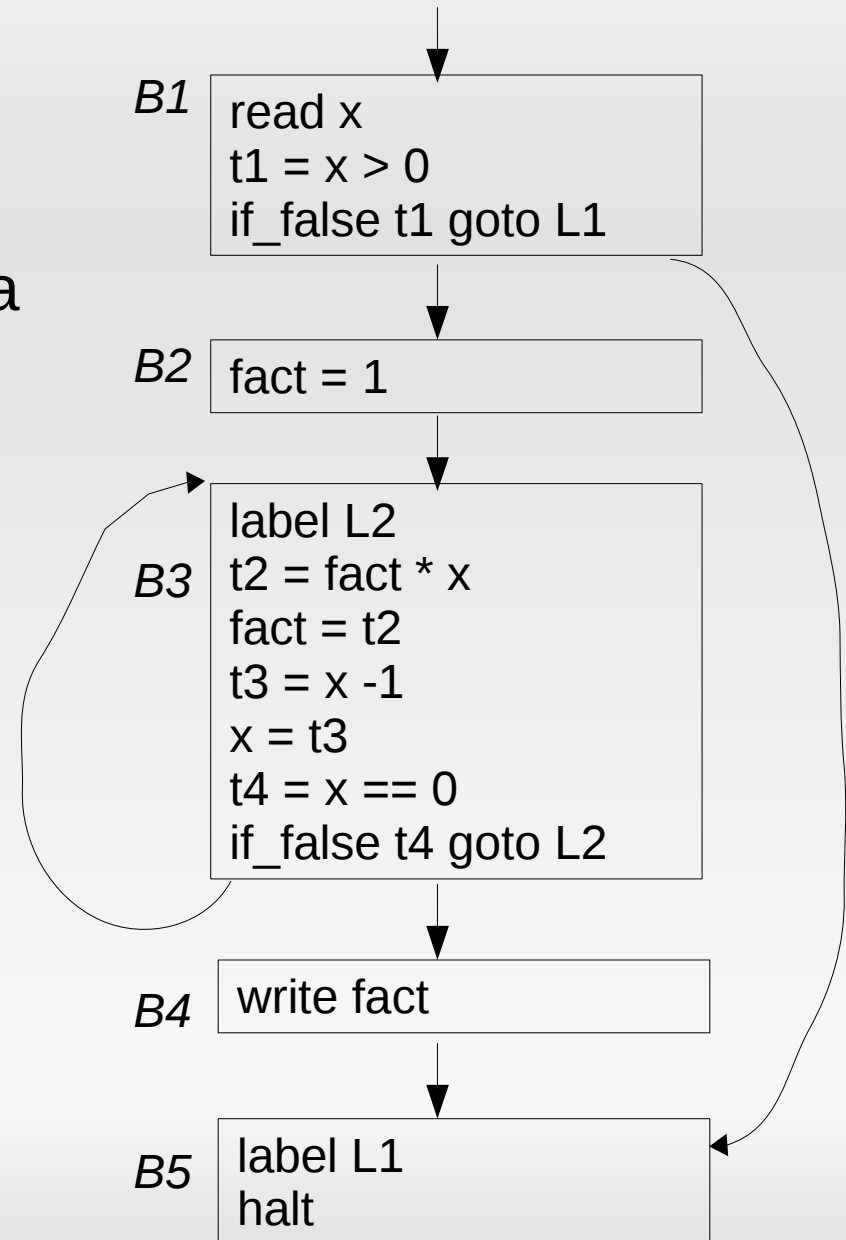 B1
read x
t1 = x > 0
if_false t1 goto L1
a
B2
fact = 1
label L2
B3
t2 = fact * x
fact = t2
t3 = x -1
x = t3
t4 = x == 0
if_false t4 goto L2
B4
write fact
B5
label L1
halt